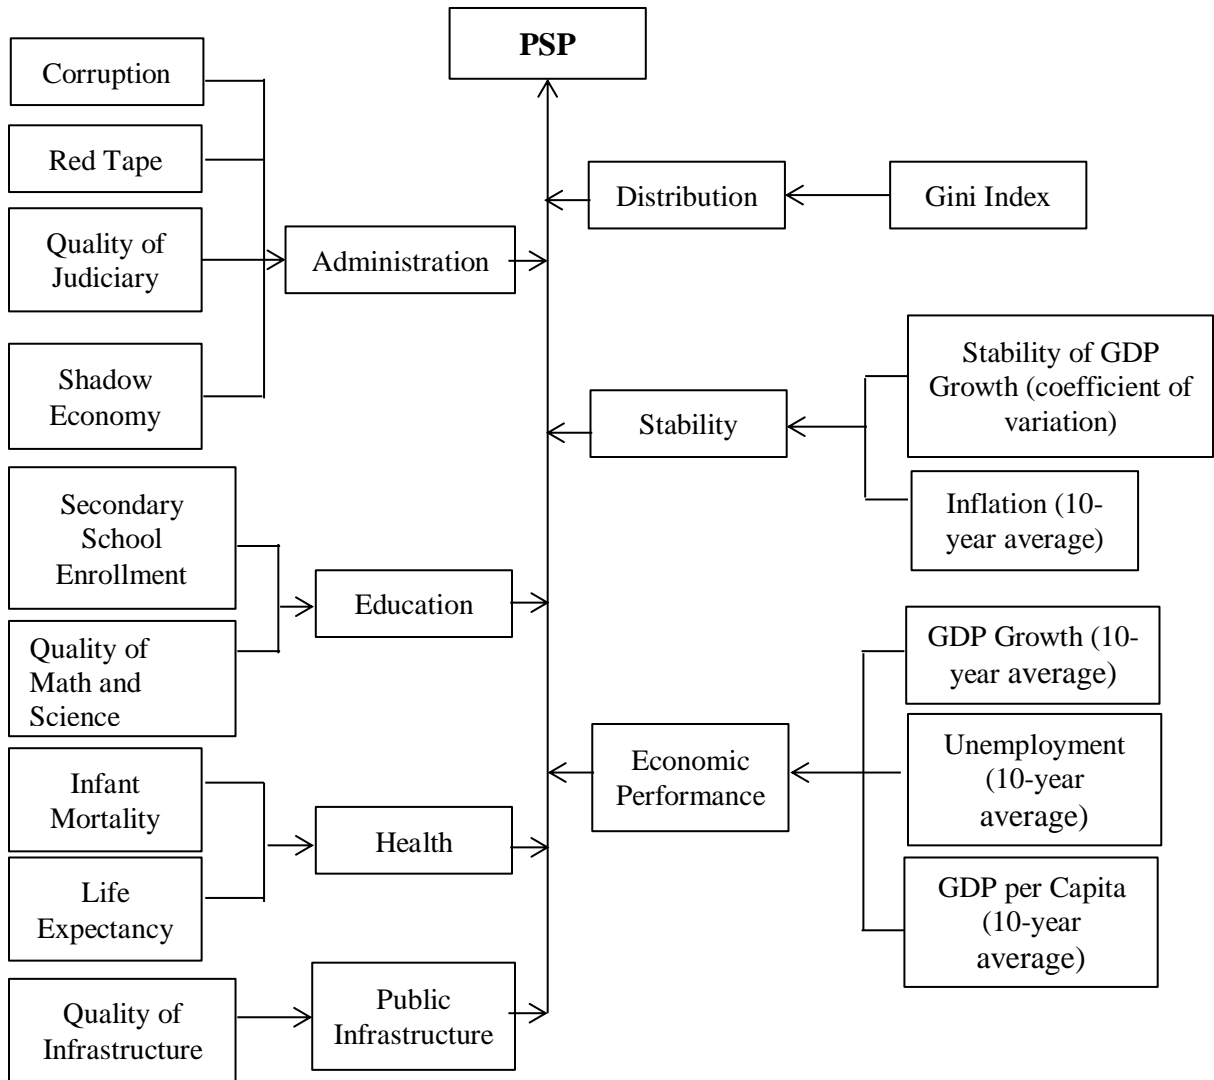 PSP
Corruption
Red Tape
Quality of
Judiciary
Shadow
Economy
Administration
Secondary
School
Enrollment
Quality of
Math and
Science
Education
Infant
Mortality
Life
Expectancy
Health
Quality of
Infrastructure
Public
Infrastructure
Distribution
Gini Index
Stability
Stability of GDP
Growth (coefficient of
variation)
Inflation (10-
year average)
Economic
Performance
GDP Growth (10-
year average)
Unemployment
(10-year
average)
GDP per Capita
(10-year
average)